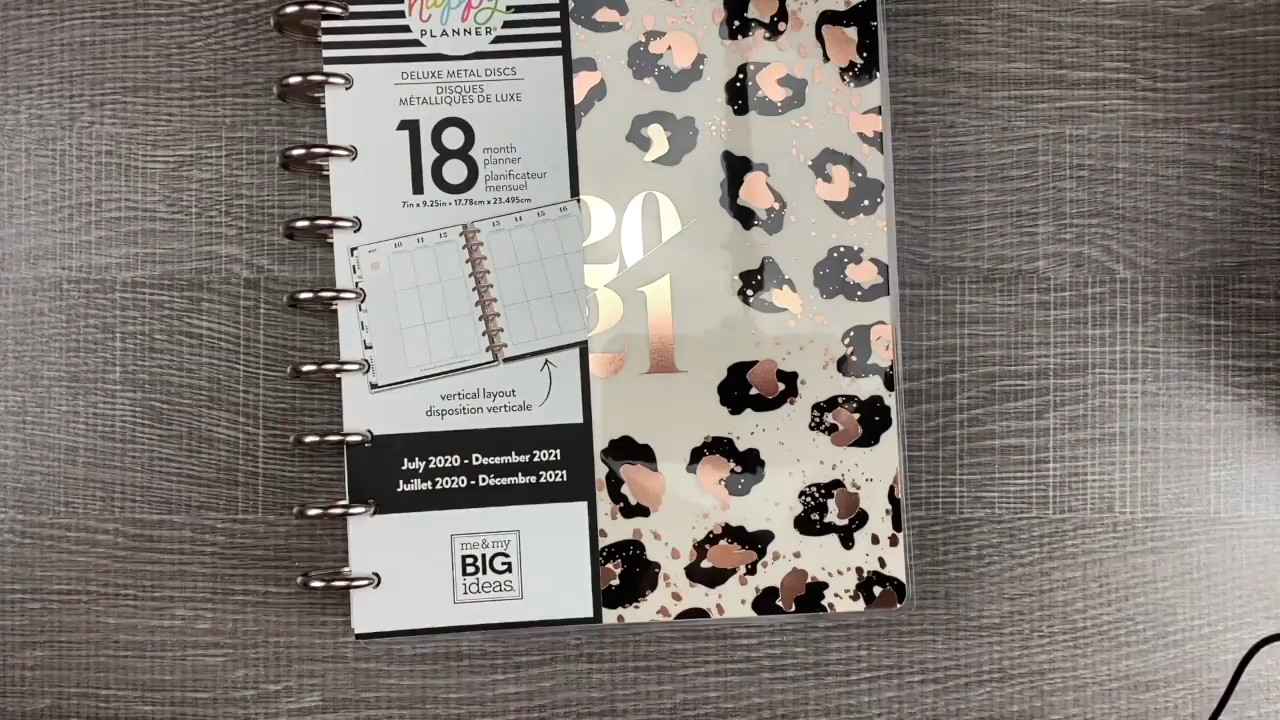 happy
PLANNER®
DELUXE METAL DISCS
DISQUES
MÉTALLIQUES DE LUXE
18
month
planner
planificateur
mensuel
7in x 9.25in • 17.78cm x 23.495cm
10 11 12 13 14 15 16
vertical layout
disposition verticale
July 2020 - December 2021
Juillet 2020 - Décembre 2021
me & my
BIG
ideas.
20
21